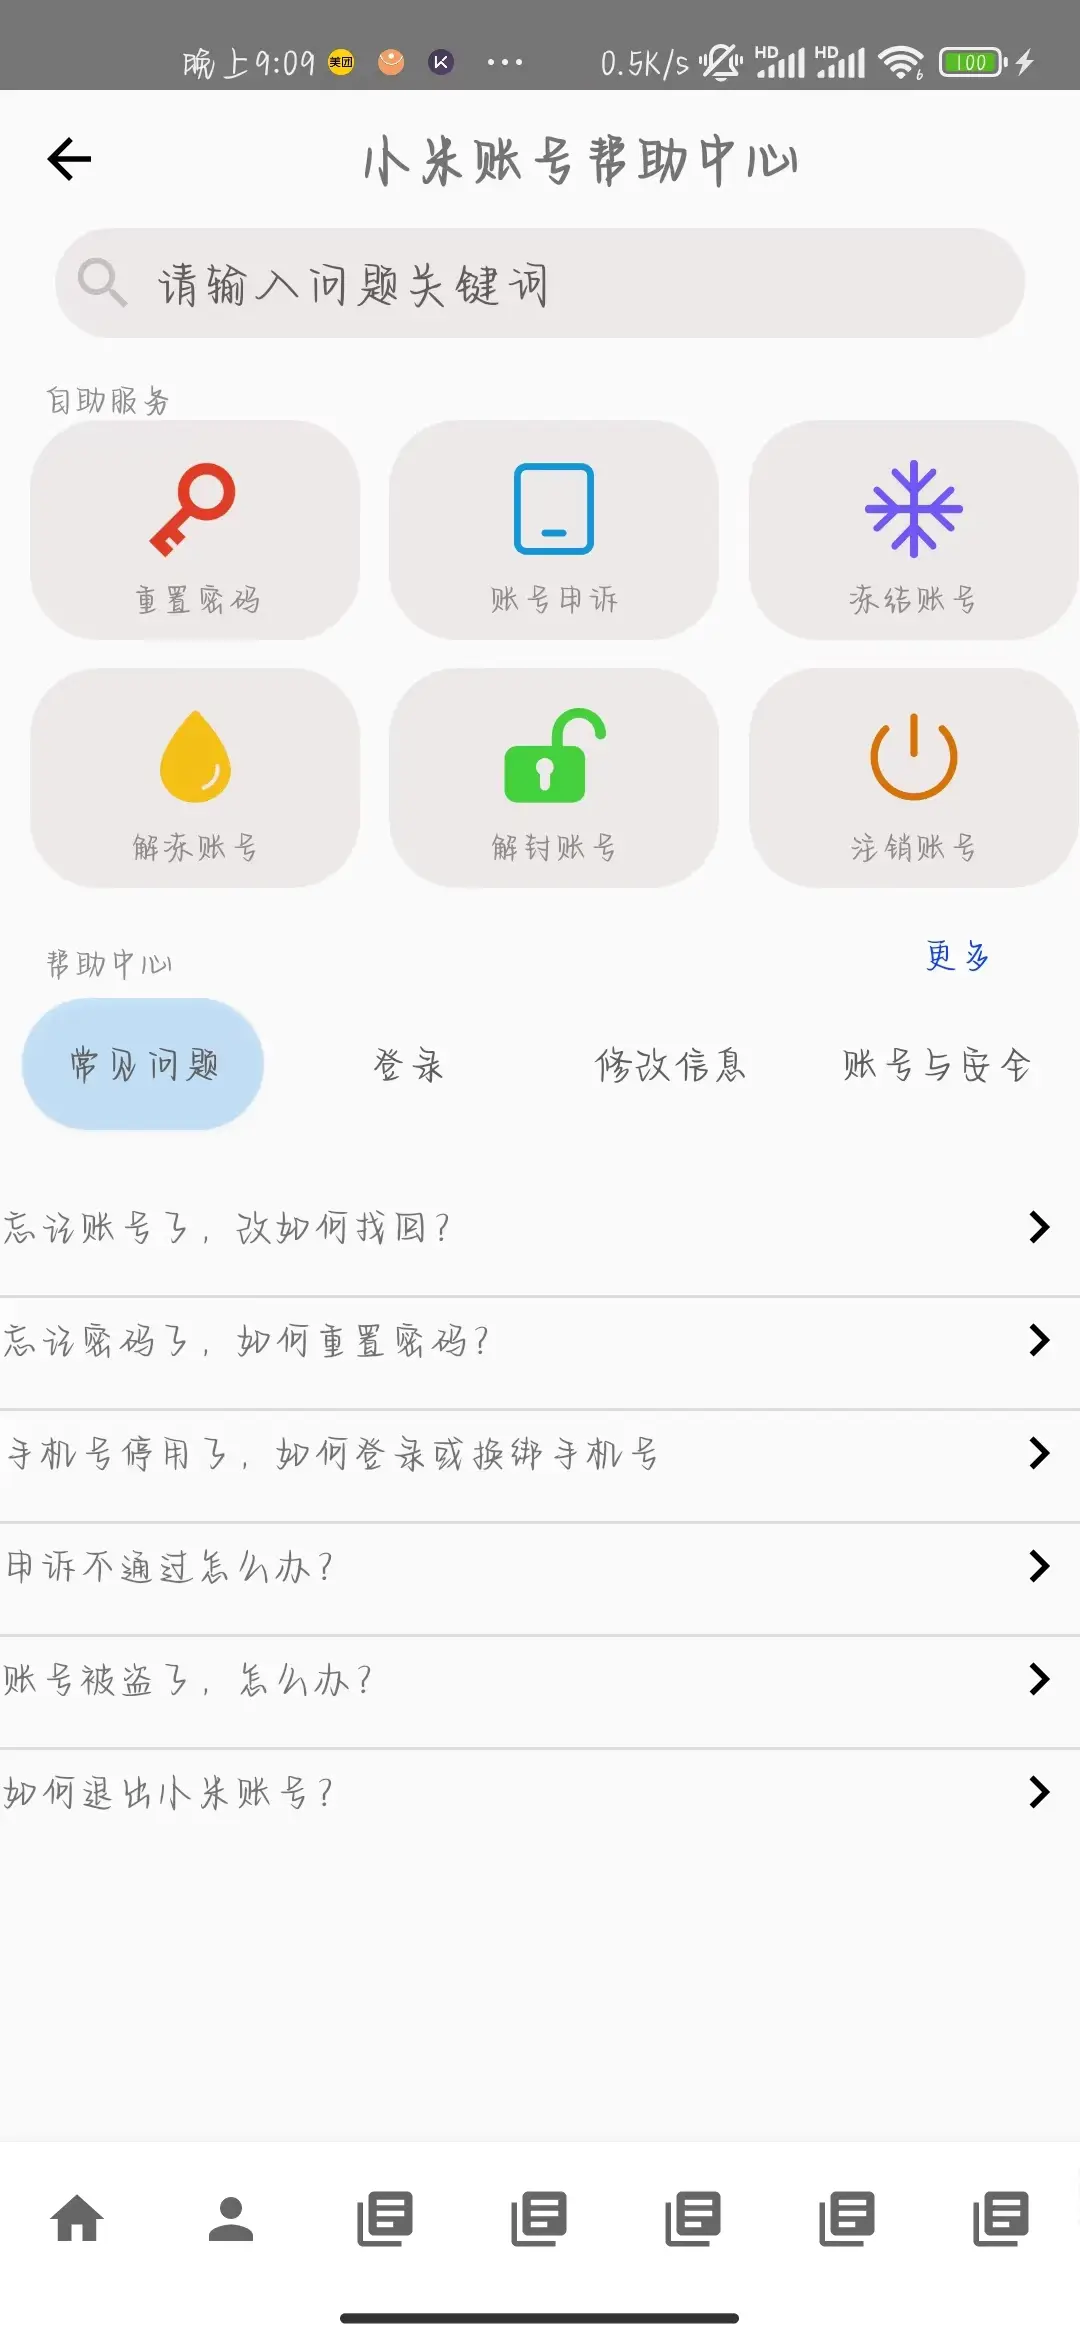 晚上9:09 美团 K ... 0.5K/s HD HD 6 100
小米账号帮助中心
请输入问题关键词
自助服务
重置密码 账号申诉 冻结账号
解冻账号 解封账号 注销账号
帮助中心 更多
常见问题 登录 修改信息 账号与安全
忘记账号了，改如何找回？
忘记密码了，如何重置密码？
手机号停用了，如何登录或换绑手机号
申诉不通过怎么办？
账号被盗了，怎么办？
如何退出小米账号？